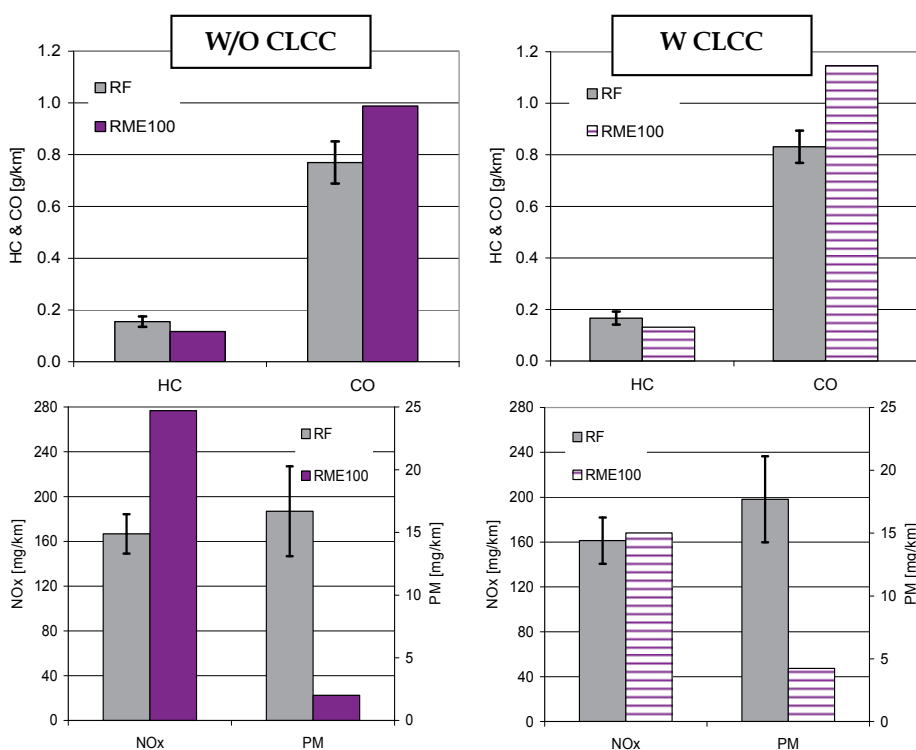 W/O CLCC
1.2
1.0
0.8
0.6
0.4
0.2
0.0
HC & CO [g/km]
RF
RME100
HC CO
W CLCC
1.2
1.0
0.8
0.6
0.4
0.2
0.0
HC & CO [g/km]
RF
RME100
HC CO
280
240
200
160
120
80
40
0
NOx [mg/km]
RF
RME100
25
20
15
10
5
0
PM [mg/km]
NOx PM
280
240
200
160
120
80
40
0
NOx [mg/km]
RF
RME100
25
20
15
10
5
0
PM [mg/km]
NOx PM